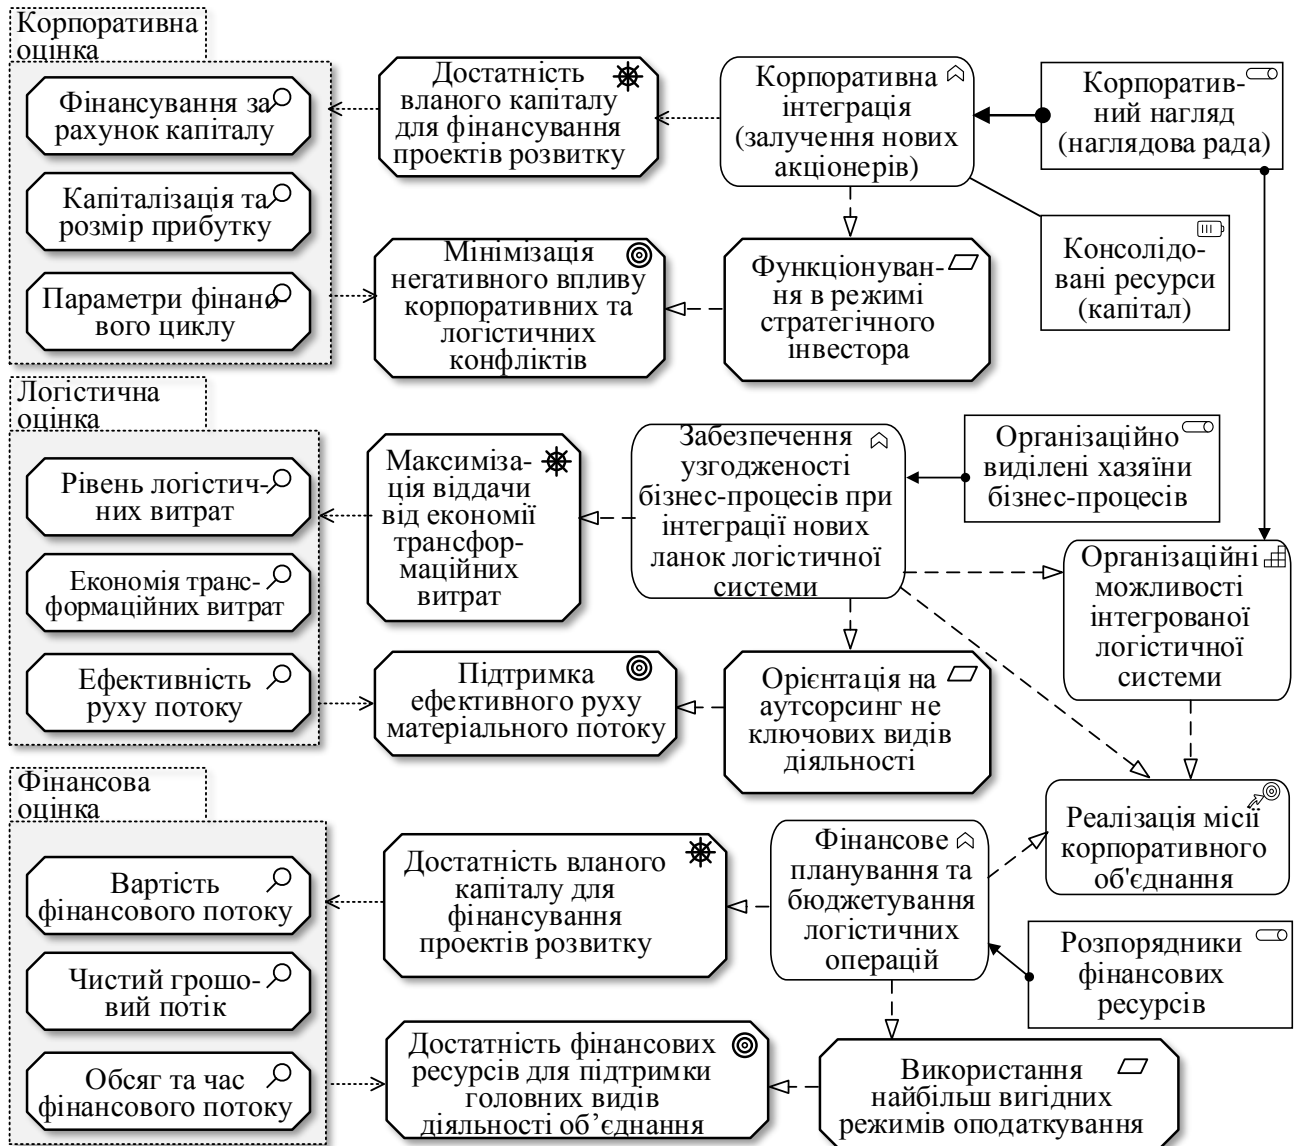 Корпоративна
оцінка
Фінансування за
рахунок капіталу
Капіталізація та
розмір прибутку
Параметри фінано-
вого циклу
Достатність
вланого капіталу
для фінансування
проектів розвитку
Корпоративна
інтеграція
(залучення нових
акціонерів)
Корпоратив-
ний нагляд
(наглядова рада)
Мінімізація
негативного впливу
корпоративних та
логістичних
конфліктів
Функціонуван-
ня в режимі
стратегічного
інвестора
Консолідо-
вані ресурси
(капітал)
Логістична
оцінка
Рівень логістич-
них витрат
Економія транс-
формаційних витрат
Ефективність
руху потоку
Максиміза-
ція віддачи
від економії
трансфор-
маційних
витрат
Забезпечення
узгодженості
бізнес-процесів при
інтеграції нових
ланок логістичної
системи
Організаційно
виділені хазяїни
бізнес-процесів
Організаційні
можливості
інтегрованої
логістичної
системи
Підтримка
ефективного руху
матеріального потоку
Орієнтація на
аутсорсинг не
ключових видів
діяльності
Фінансова
оцінка
Вартість
фінансового потоку
Чистий грошо-
вий потік
Обсяг та час
фінансового потоку
Достатність вланого
капіталу для
фінансування
проектів розвитку
Фінансове
планування та
бюджетування
логістичних
операцій
Реалізація місії
корпоративного
об'єднання
Розпорядники
фінансових
ресурсів
Достатність фінансових
ресурсів для підтримки
головних видів
діяльності об’єднання
Використання
найбільш вигідних
режимів оподаткування